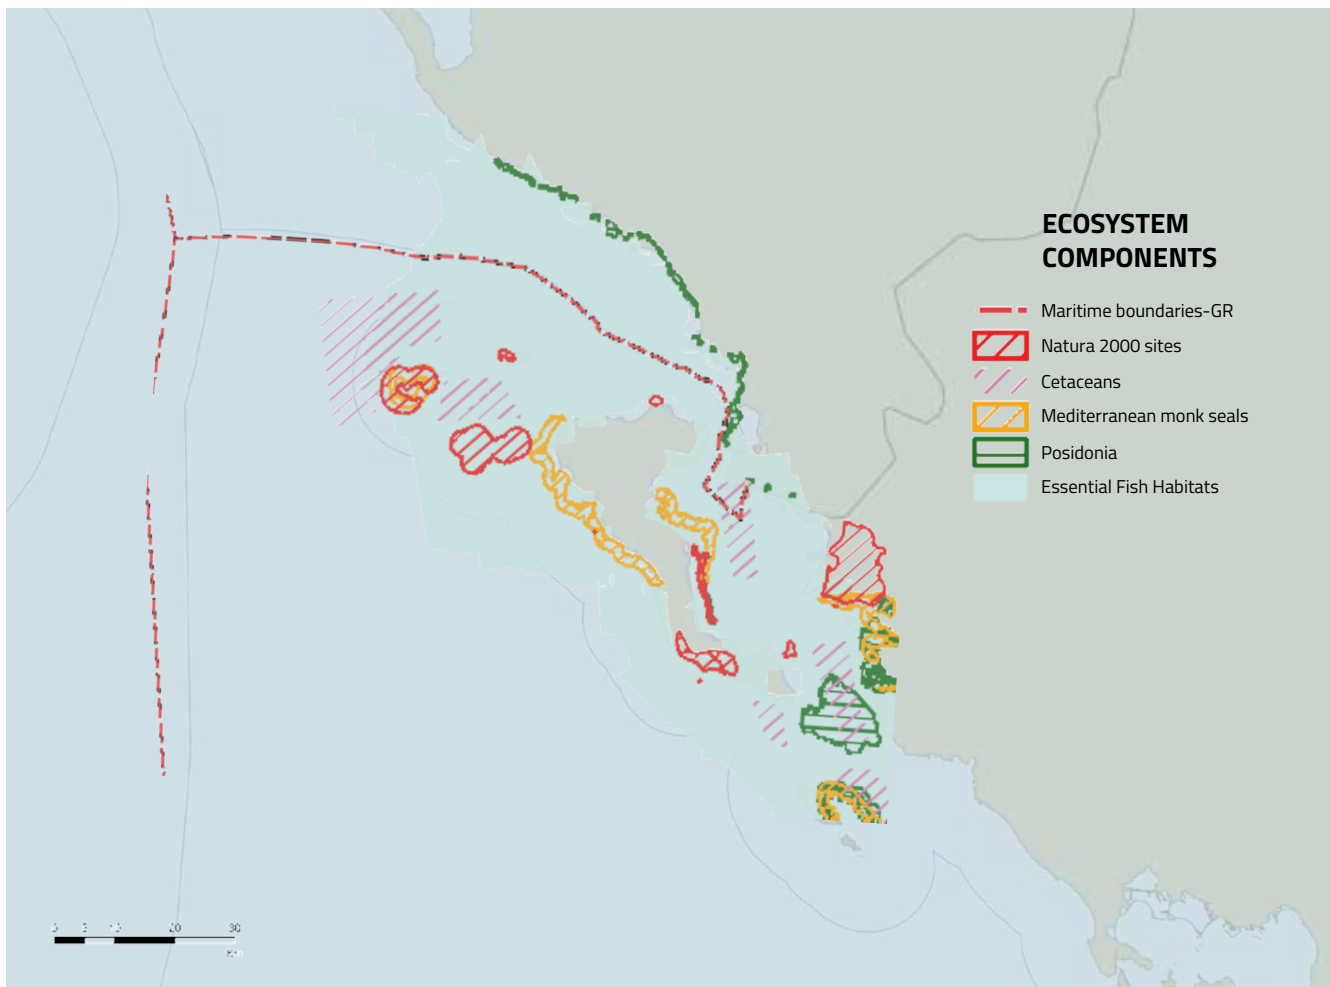 ECOSYSTEM
COMPONENTS
Maritime boundaries-GR
Natura 2000 sites
Cetaceans
Mediterranean monk seals
Posidonia
Essential Fish Habitats
20 30